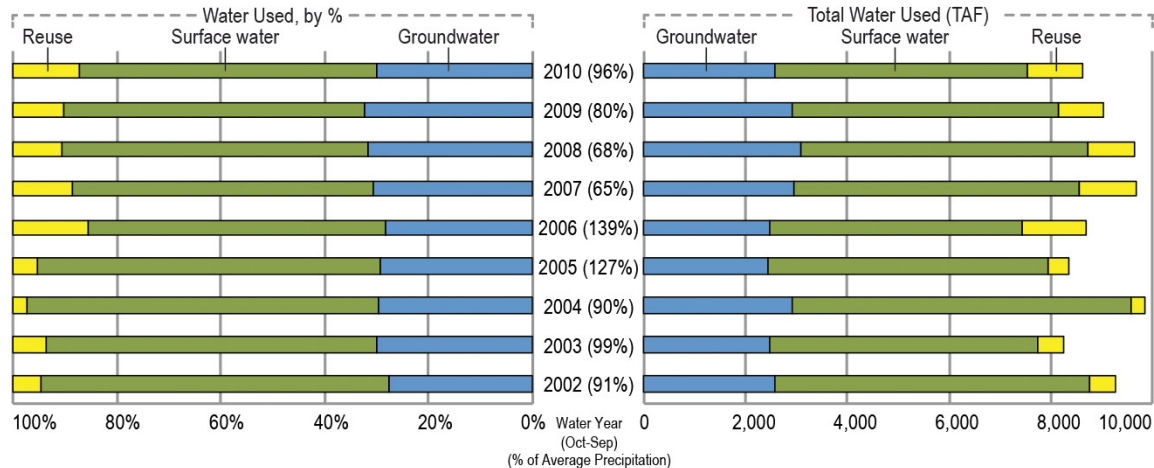 Water Used, by %
Total Water Used (TAF)
Reuse
Surface water
Groundwater
Groundwater
Surface water
Reuse
2010 (96%)
2009 (80%)
2008 (68%)
2007 (65%)
2006 (139%)
2005 (127%)
2004 (90%)
2003 (99%)
2002 (91%)
100% 80% 60% 40% 20% 0%
Water Year
(Oct-Sep)
(% of Average Precipitation)
0 2,000 4,000 6,000 8,000 10,000